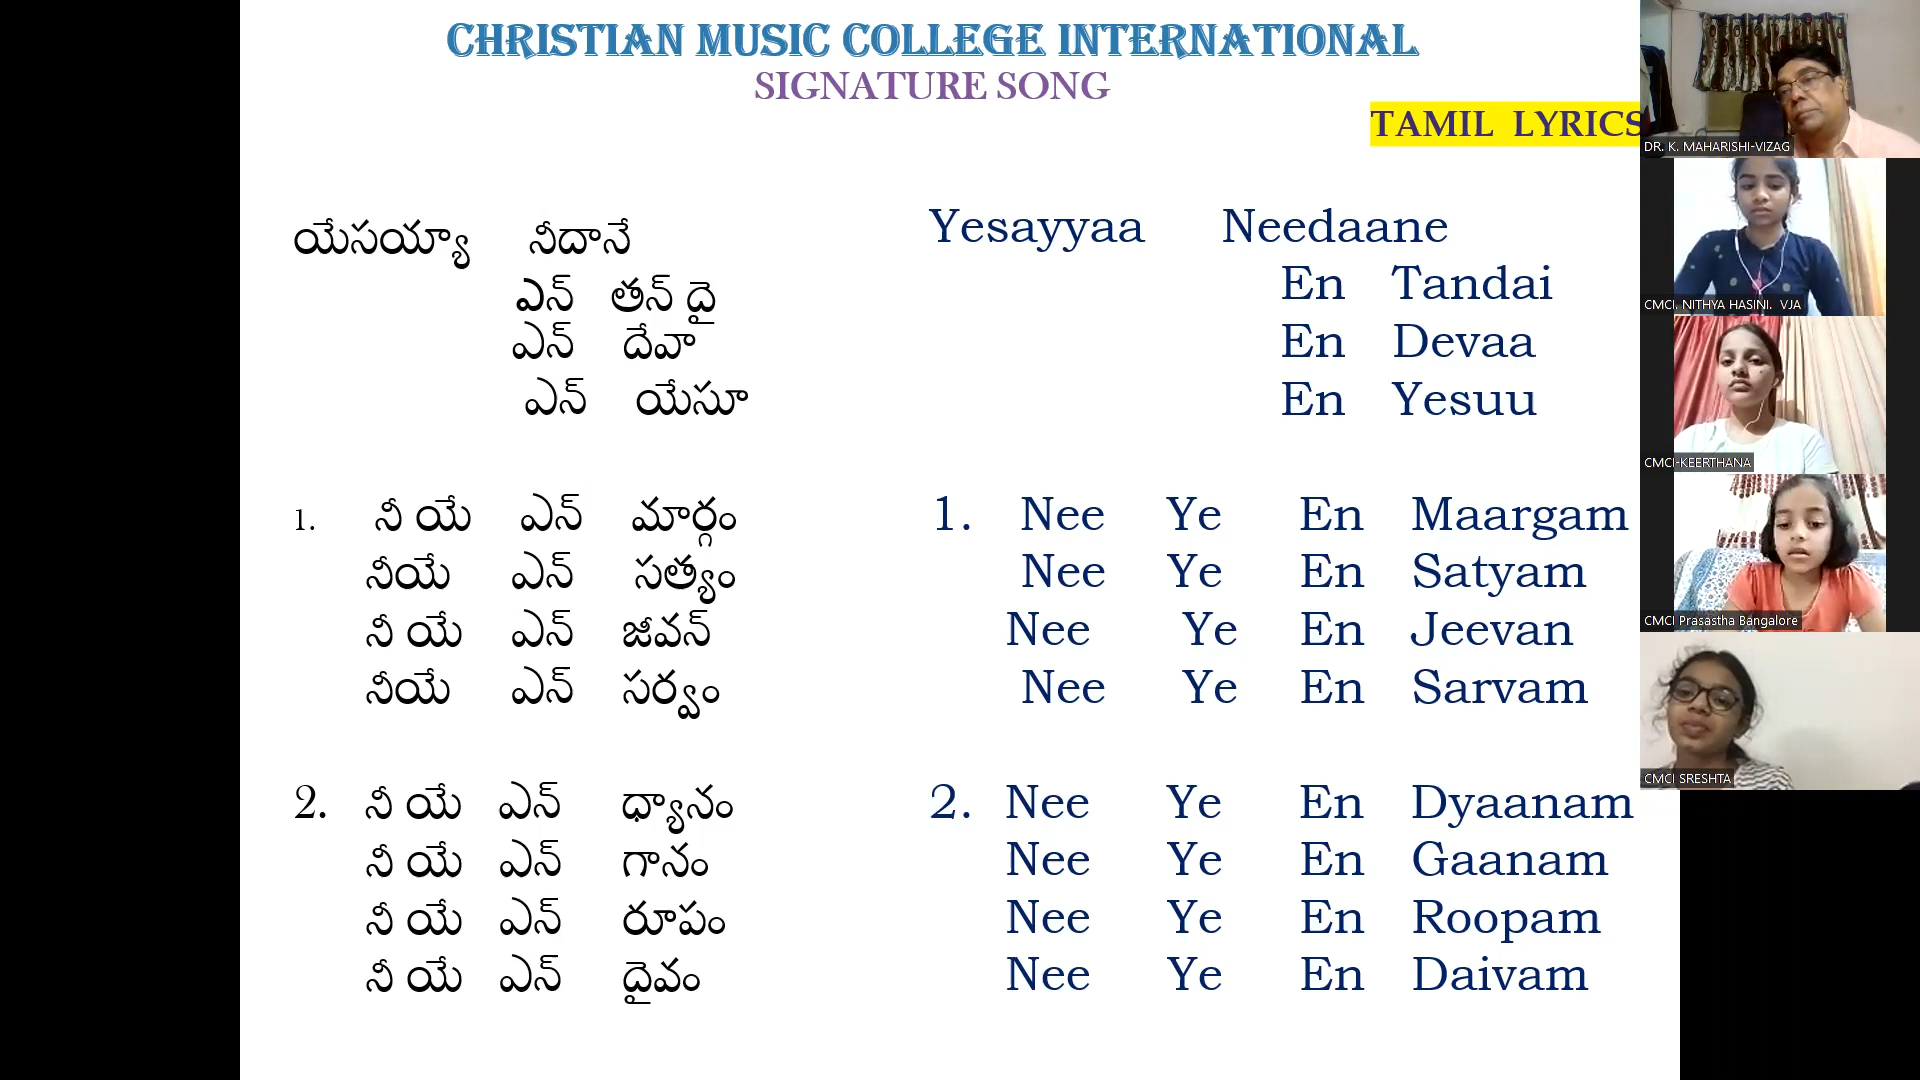 CHRISTIAN MUSIC COLLEGE INTERNATIONAL
SIGNATURE SONG
TAMIL LYRICS
యేసయ్యా నీదానే
ఎన్ తన్ దై
ఎన్ దేవా
ఎన్ యేసూ
1. నీ యే ఎన్ మార్గం
నీయే ఎన్ సత్యం
నీ యే ఎన్ జీవన్
నీయే ఎన్ సర్వం
2. నీ యే ఎన్ ధ్యానం
నీ యే ఎన్ గానం
నీ యే ఎన్ రూపం
నీ యే ఎన్ దైవం
Yesayyaa Needaane
En Tandai
En Devaa
En Yesuu
1. Nee Ye En Maargam
Nee Ye En Satyam
Nee Ye En Jeevan
Nee Ye En Sarvam
2. Nee Ye En Dyaanam
Nee Ye En Gaanam
Nee Ye En Roopam
Nee Ye En Daivam
DR. K. MAHARISHI-VIZAG
CMCI. NITHYA HASINI. VJA
CMCI-KEERTHANA
CMCI Prasastha Bangalore
CMCI SRESHTA